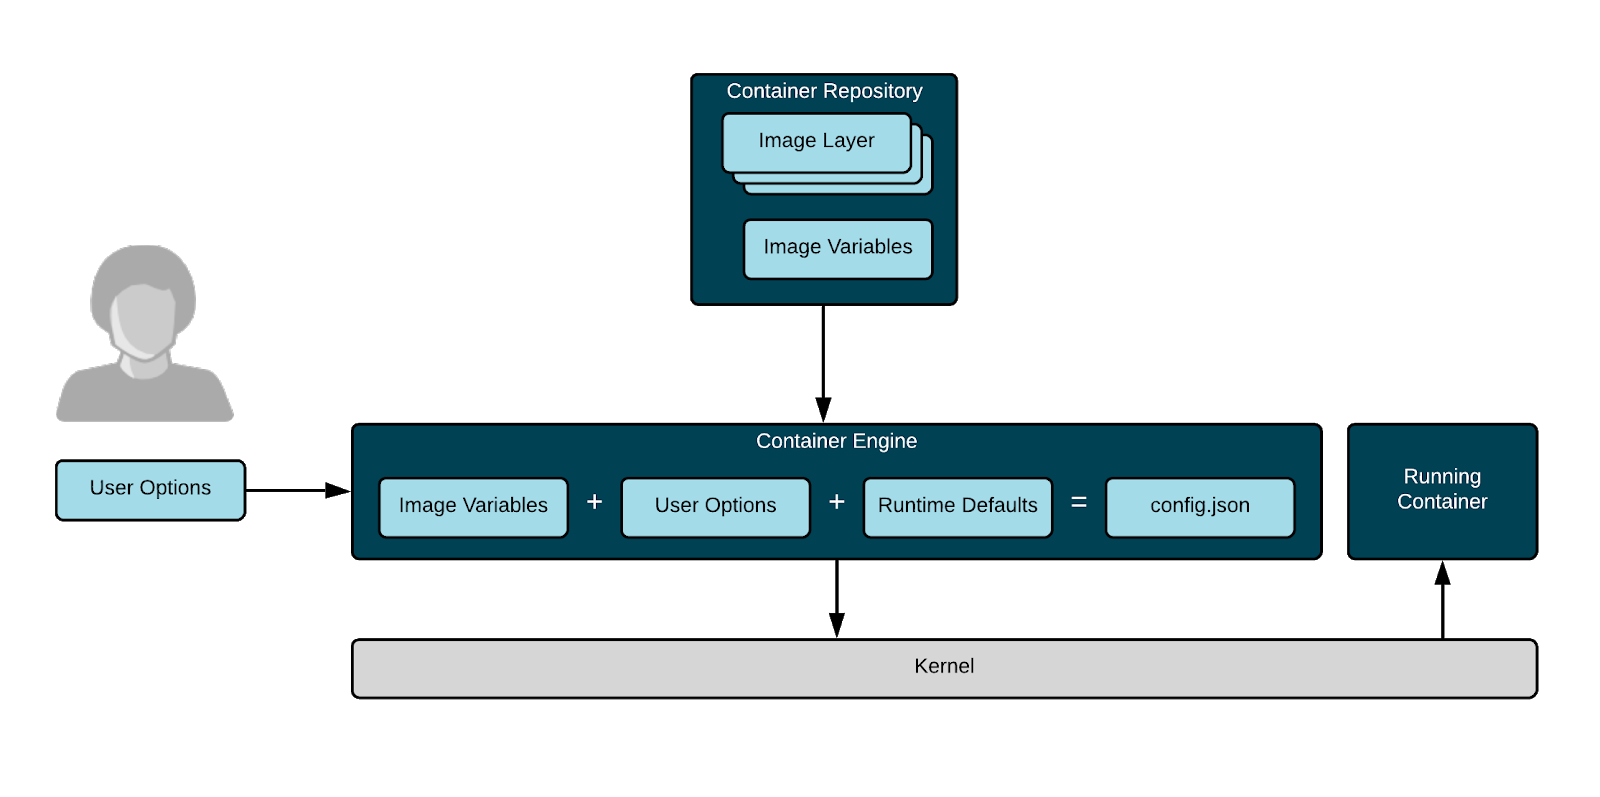 Container Repository
Image Layer
Image Variables
User Options
Container Engine
Image Variables + User Options + Runtime Defaults = config.json
Running
Container
Kernel